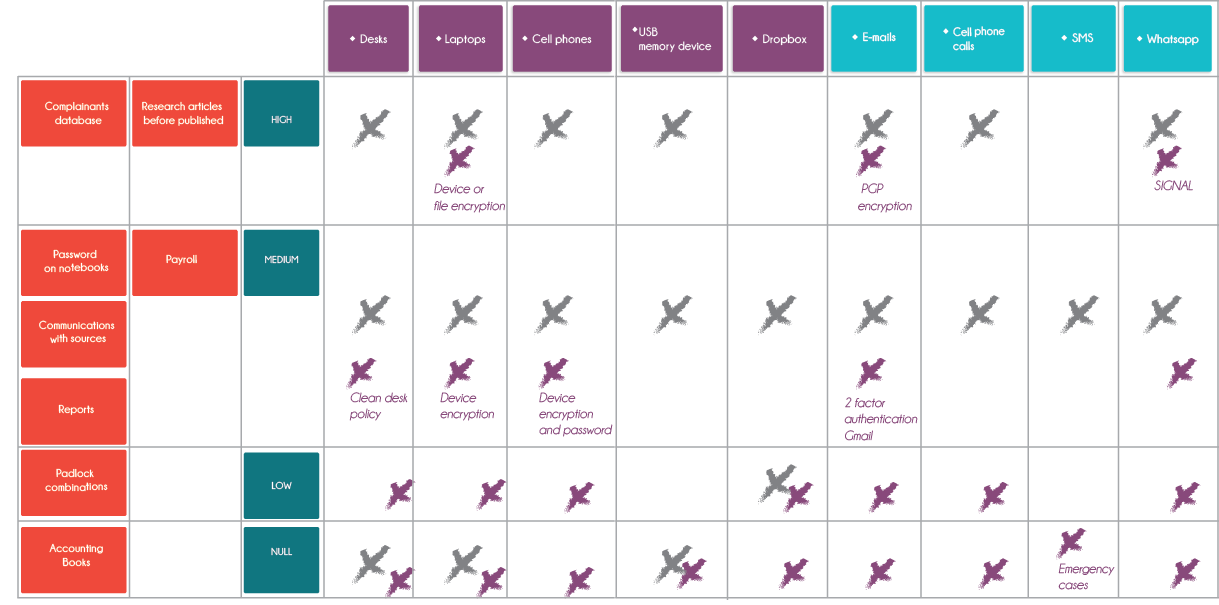 Desks
Laptops
Cell phones
USB
memory device
Dropbox
E-mails
Cell phone
calls
SMS
Whatsapp
Complainants
database
Research articles
before published
HIGH
Device or
file encryption
PGP
encryption
SIGNAL
Password
on notebooks
Payroll
MEDIUM
Communications
with sources
Reports
Clean desk
policy
Device
encryption
Device
encryption
and password
2 factor
authentication
Gmail
Padlock
combinations
LOW
Accounting
Books
NULL
Emergency
cases